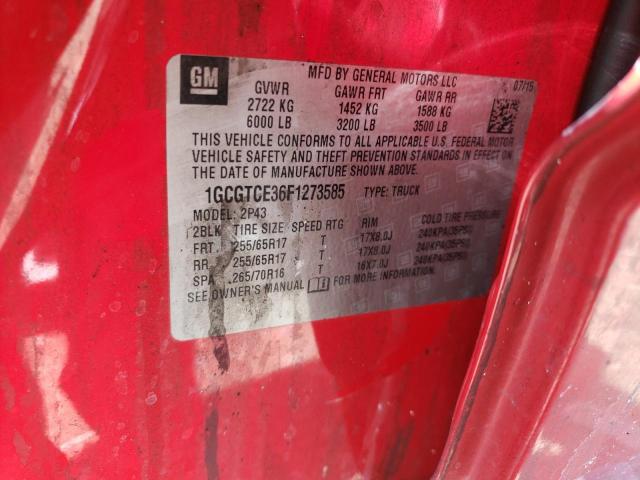 GM
MFD BY GENERAL MOTORS LLC 07/15
GVWR GAWR FRT GAWR RR
2722 KG 1452 KG 1588 KG
6000 LB 3200 LB 3500 LB
THIS VEHICLE CONFORMS TO ALL APPLICABLE U.S. FEDERAL MOTOR
VEHICLE SAFETY AND THEFT PREVENTION STANDARDS IN EFFECT ON
THE DATE OF MANUFACTURE SHOWN ABOVE.
1GCGTCE36F1273585 TYPE: TRUCK
MODEL: 2P43
2BLK TIRE SIZE SPEED RTG RIM COLD TIRE PRESSURE
FRT 255/65R17 T 17X8.0J 240KPA(35PSI)
RR 255/65R17 T 17X8.0J 240KPA(35PSI)
SPA 265/70R16 T 16X7.0J 240KPA(35PSI)
SEE OWNER'S MANUAL FOR MORE INFORMATION.